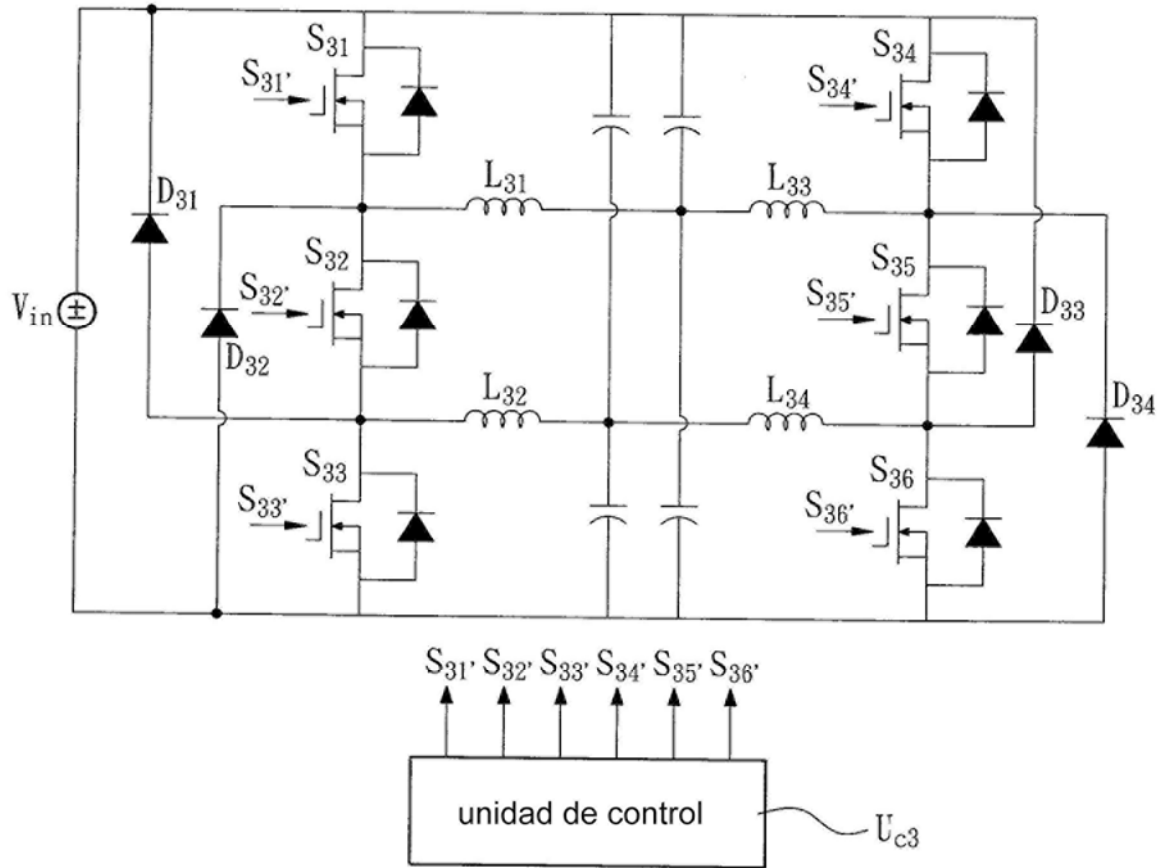 S31
S34
S31'
S34'
D31
L31
L33
S32
S35
S32'
S35'
Vin
D33
D32
L32
L34
D34
S33
S36
S33'
S36'
S31' S32' S33' S34' S35' S36'
unidad de control
Uc3